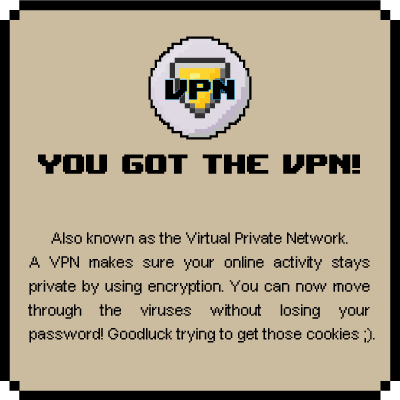 VPN
YOU GOT THE VPN!
Also known as the Virtual Private Network.
A VPN makes sure your online activity stays
private by using encryption. You can now move
through the viruses without losing your
password! Goodluck trying to get those cookies ;).